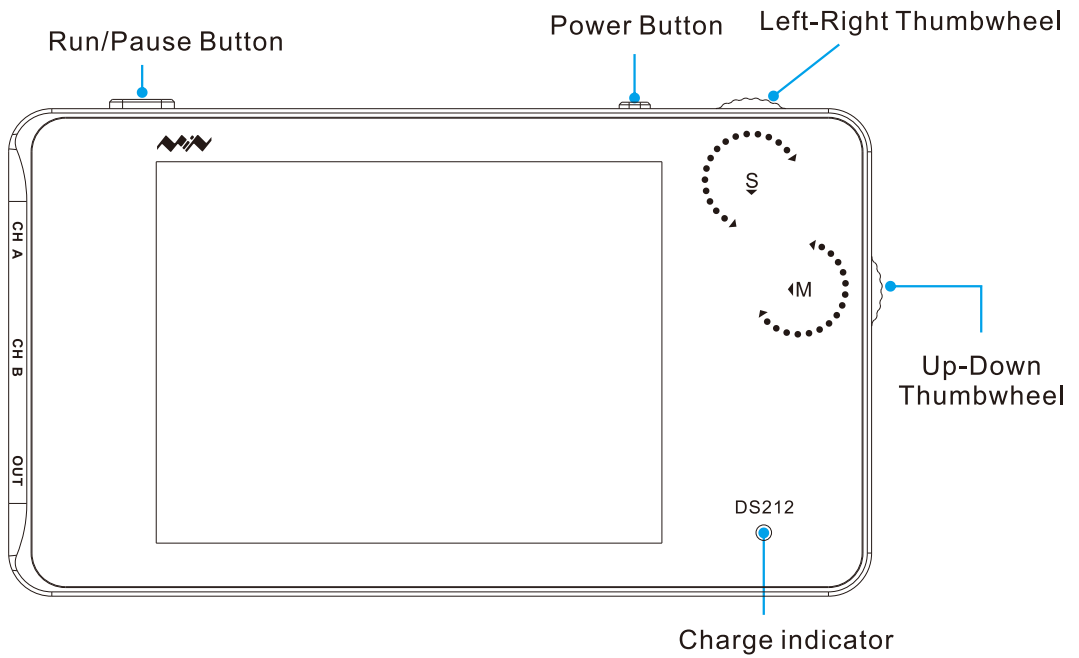 Left-Right Thumbwheel
Power Button
Run/Pause Button
S
CH A
M
CH B
Up-Down
Thumbwheel
OUT
DS212
Charge indicator